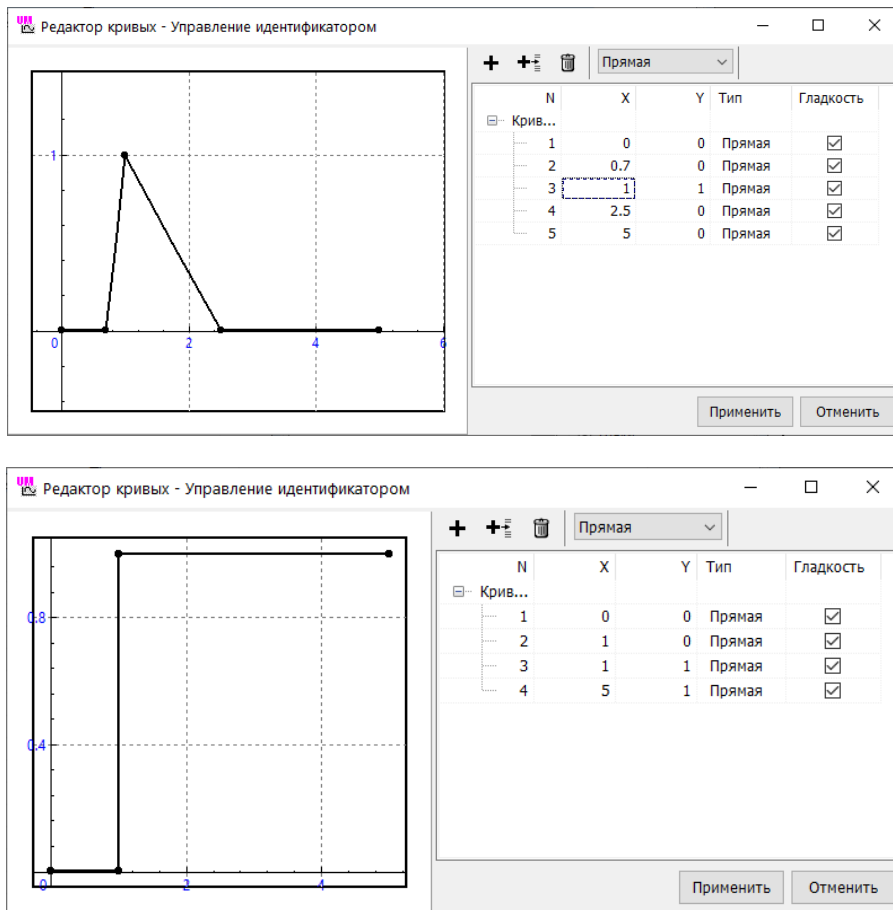 Редактор кривых - Управление идентификатором
Прямая
N X Y Тип Гладкость
Крив...
1 0 0 Прямая
2 0.7 0 Прямая
3 1 1 Прямая
4 2.5 0 Прямая
5 5 0 Прямая
1
0 2 4 6
Применить Отменить
Редактор кривых - Управление идентификатором
Прямая
N X Y Тип Гладкость
Крив...
1 0 0 Прямая
2 1 0 Прямая
3 1 1 Прямая
4 5 1 Прямая
0.8
0.4
0 2 4
Применить Отменить